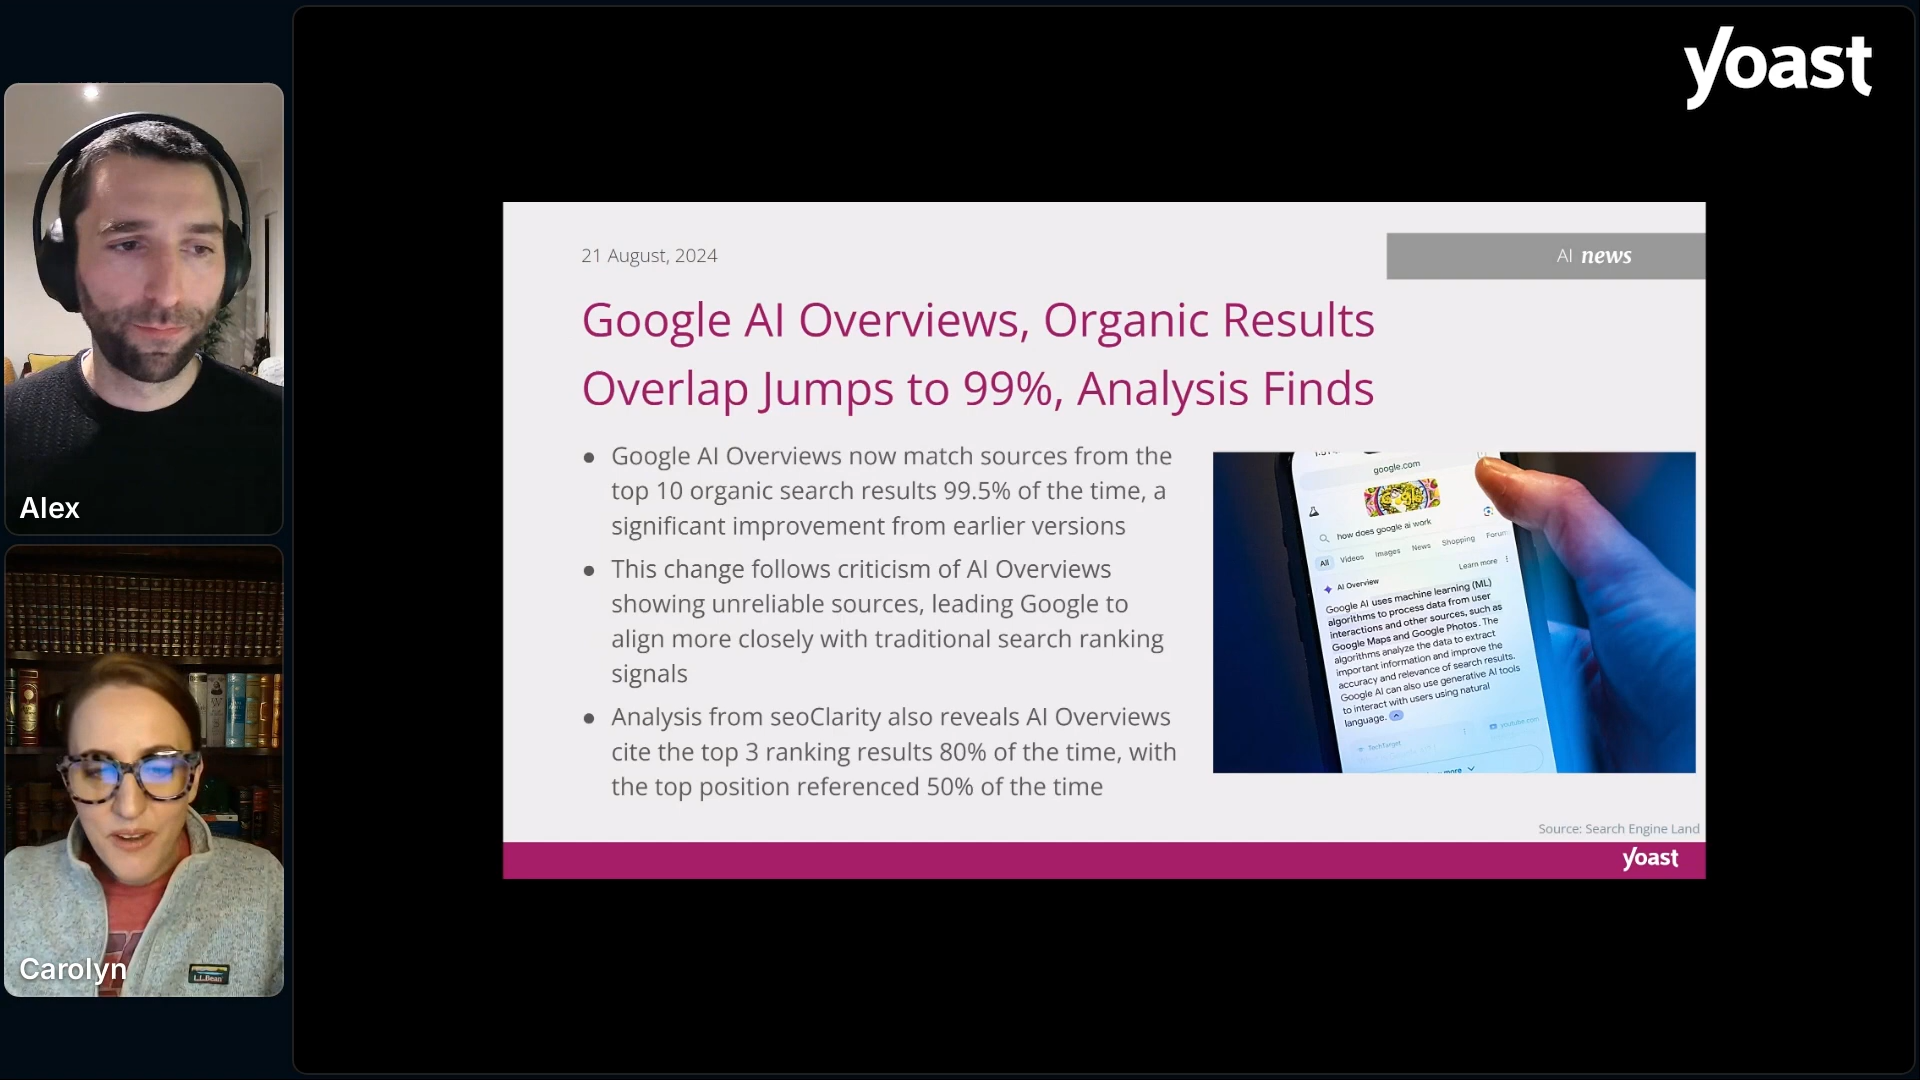 yoast
21 August, 2024
AI news
Google AI Overviews, Organic Results
Overlap Jumps to 99%, Analysis Finds
● Google AI Overviews now match sources from the
top 10 organic search results 99.5% of the time, a
significant improvement from earlier versions
● This change follows criticism of AI Overviews
showing unreliable sources, leading Google to
align more closely with traditional search ranking
signals
● Analysis from seoClarity also reveals AI Overviews
cite the top 3 ranking results 80% of the time, with
the top position referenced 50% of the time
google.com
Google
how does google ai work
All Videos Images News Shopping Forum
Learn more
AI Overview
Google AI uses machine learning (ML)
algorithms to process data from user
interactions and other sources, such as
Google Maps and Google Photos. The
algorithms analyze the data to extract
important information and improve the
accuracy and relevance of search results.
Google AI can also use generative AI tools
to interact with users using natural
language.
TechTarget
youtube.com
more
Source: Search Engine Land
yoast
Alex
Carolyn
L.L.Bean